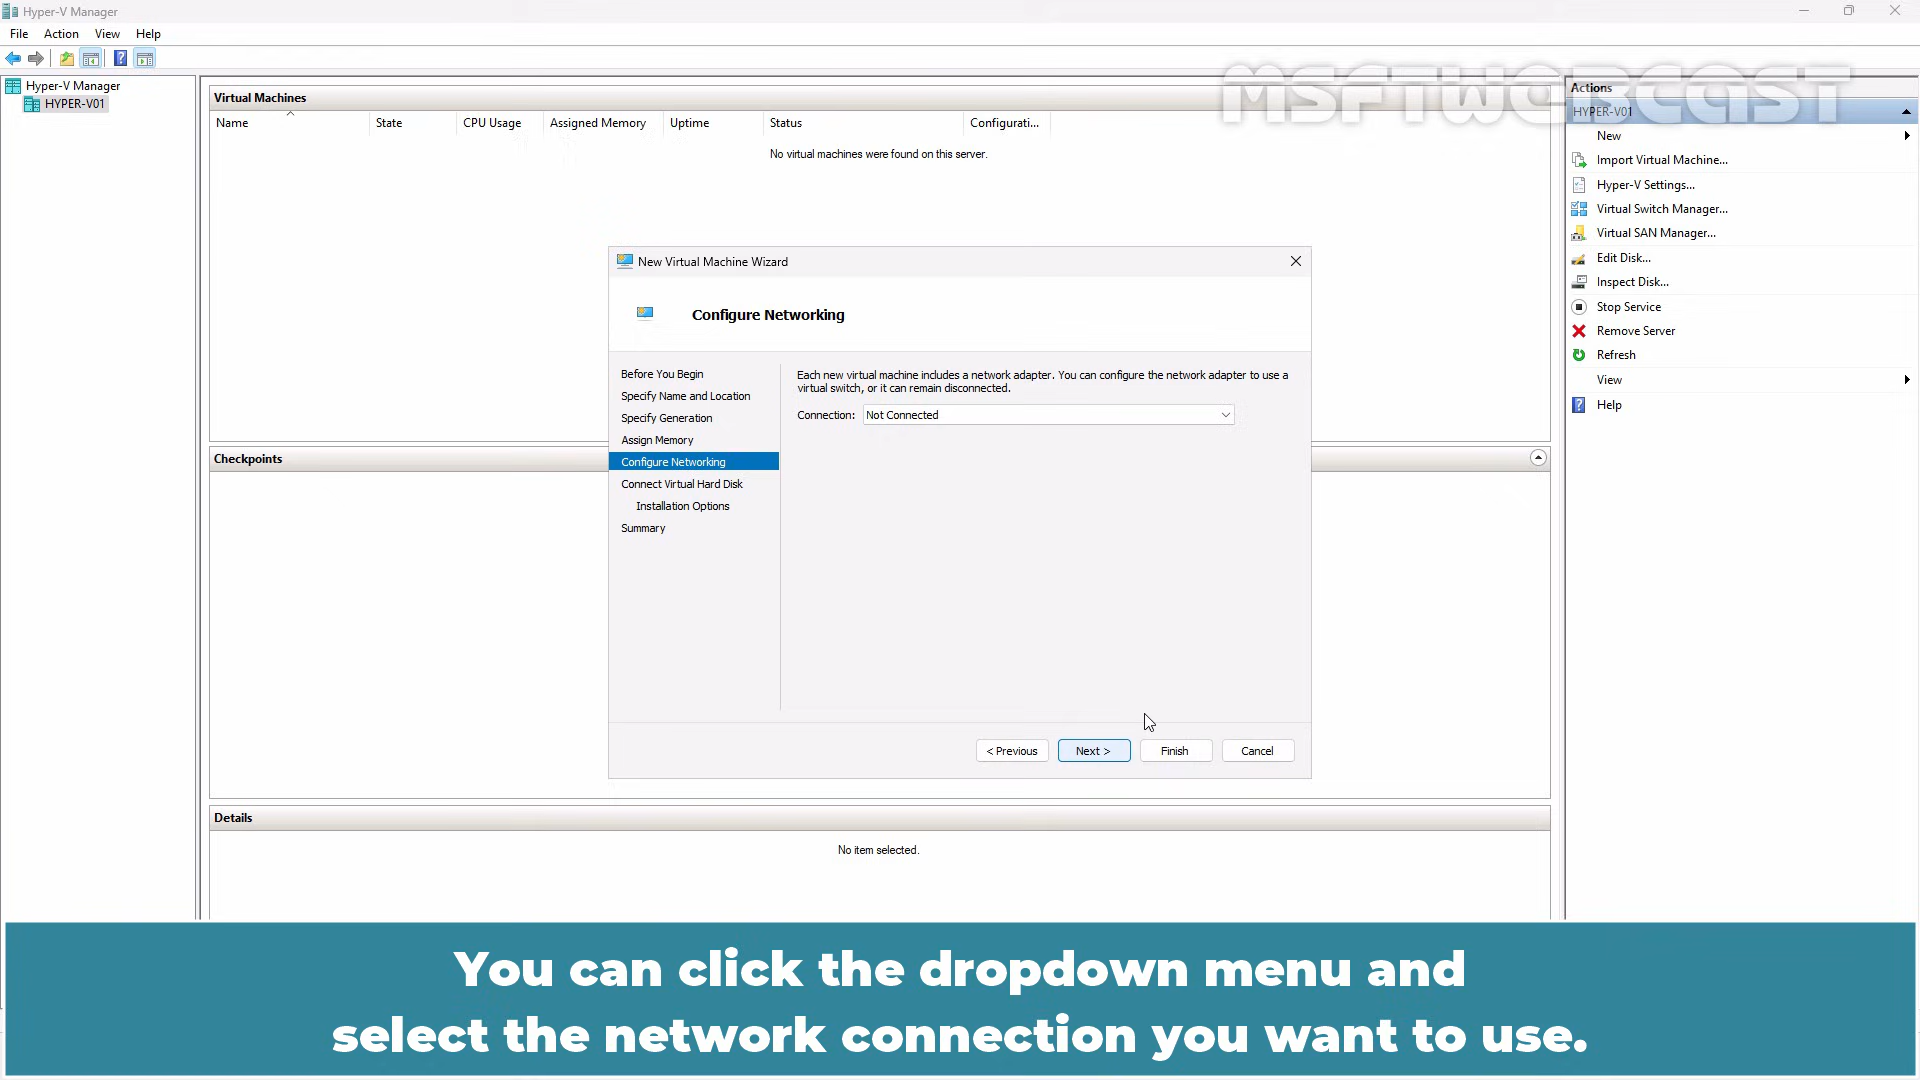 Hyper-V Manager
File Action View Help
Hyper-V Manager
HYPER-V01
Virtual Machines
Name State CPU Usage Assigned Memory Uptime Status Configurati...
No virtual machines were found on this server.
New Virtual Machine Wizard
Configure Networking
Before You Begin
Specify Name and Location
Specify Generation
Assign Memory
Configure Networking
Connect Virtual Hard Disk
Installation Options
Summary
Each new virtual machine includes a network adapter. You can configure the network adapter to use a
virtual switch, or it can remain disconnected.
Connection: Not Connected
< Previous Next > Finish Cancel
Checkpoints
Details
No item selected.
MSFTWEBCAST
Actions
HYPER-V01
New
Import Virtual Machine...
Hyper-V Settings...
Virtual Switch Manager...
Virtual SAN Manager...
Edit Disk...
Inspect Disk...
Stop Service
Remove Server
Refresh
View
Help
You can click the dropdown menu and
select the network connection you want to use.